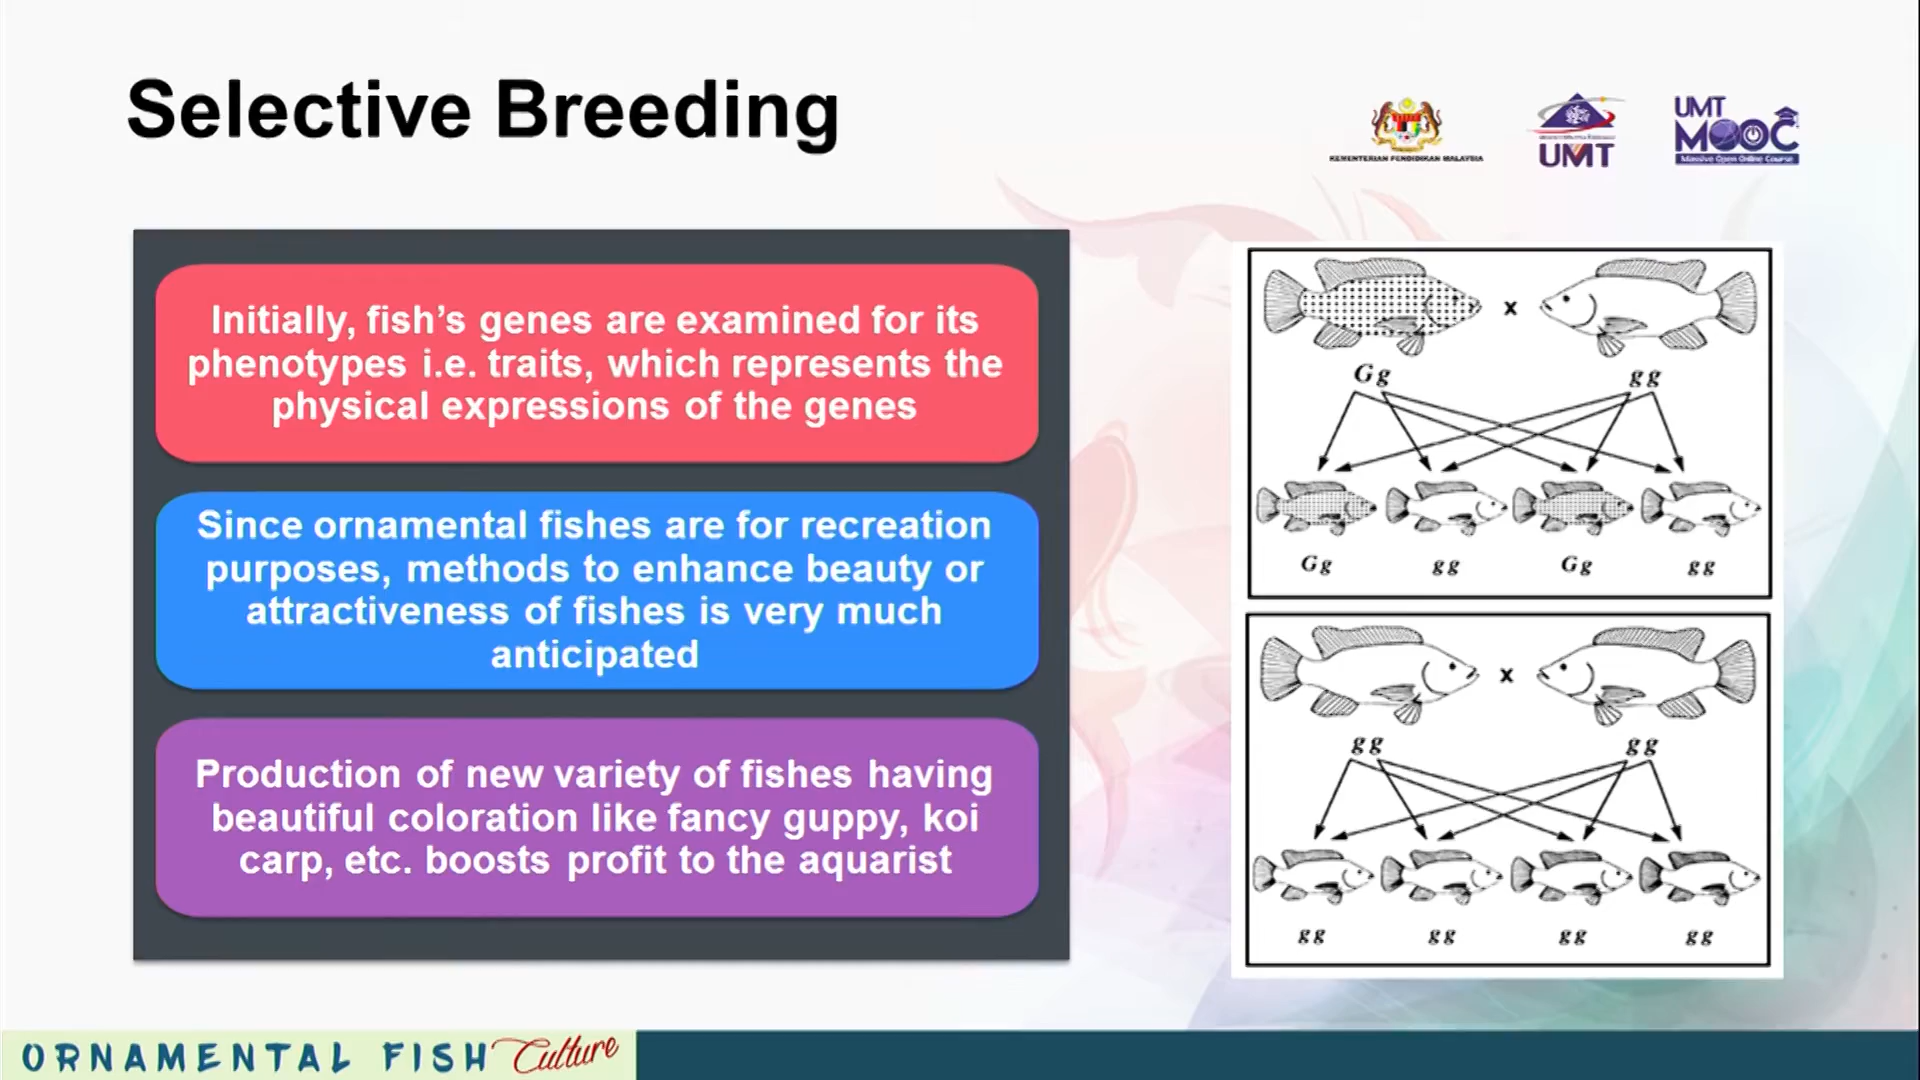 Selective Breeding
KEMENTERIAN PENDIDIKAN MALAYSIA
UMT
UMT
MOOC
Massive Open Online Course
Initially, fish’s genes are examined for its
phenotypes i.e. traits, which represents the
physical expressions of the genes
Since ornamental fishes are for recreation
purposes, methods to enhance beauty or
attractiveness of fishes is very much
anticipated
Production of new variety of fishes having
beautiful coloration like fancy guppy, koi
carp, etc. boosts profit to the aquarist
x
Gg gg
Gg gg Gg gg
x
gg gg
gg gg gg gg
ORNAMENTAL FISH Culture